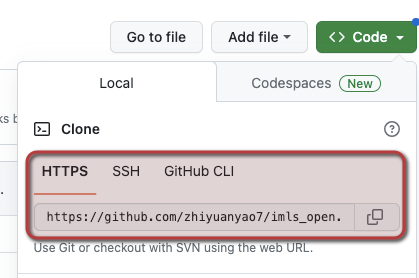 Go to file
Add file
<> Code
Local
Codespaces New
Clone
HTTPS
SSH
GitHub CLI
https://github.com/zhiyuanyao7/imls_open.
Use Git or checkout with SVN using the web URL.